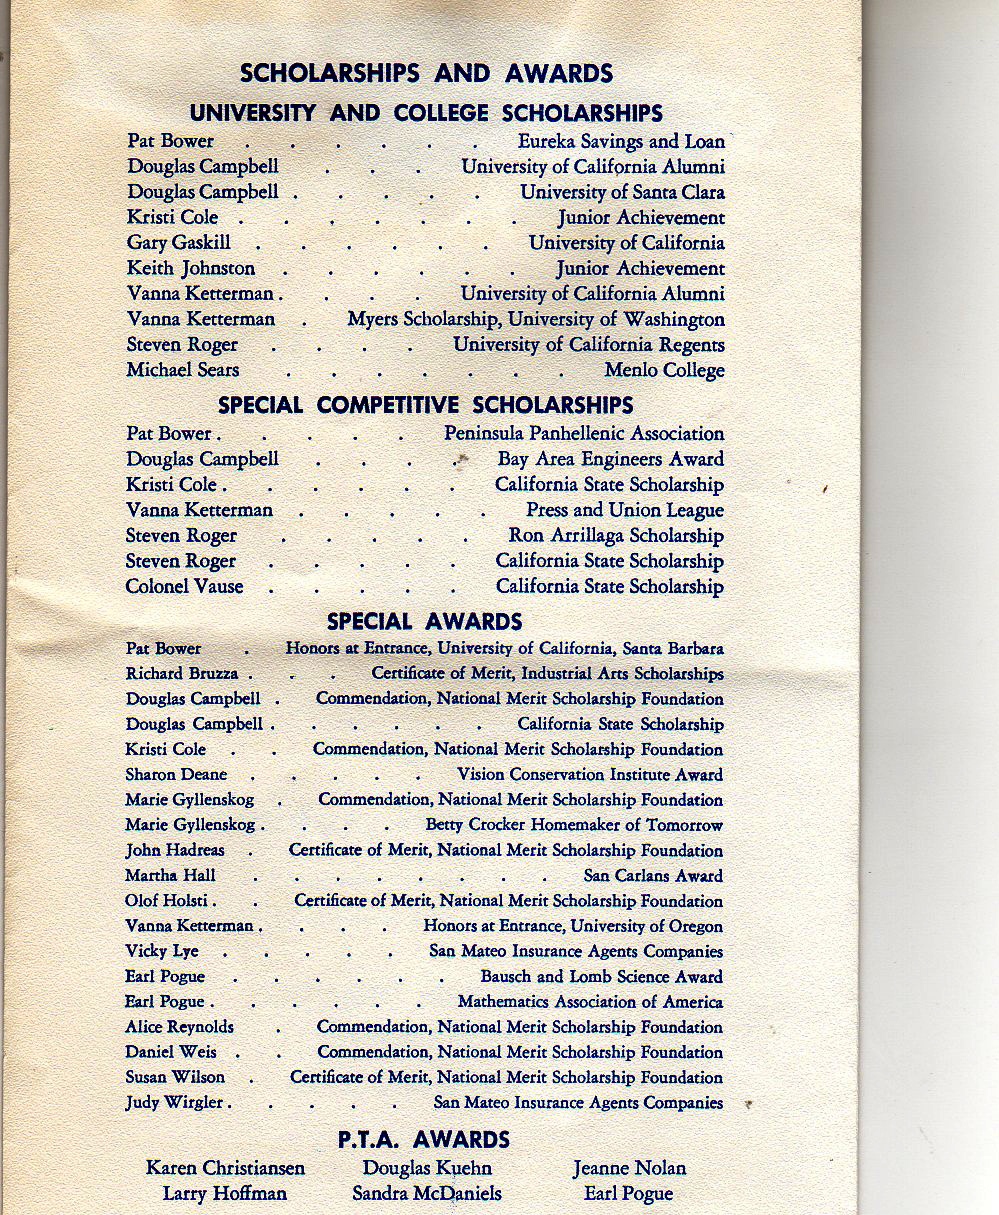 SCHOLARSHIPS AND AWARDS
UNIVERSITY AND COLLEGE SCHOLARSHIPS
Pat Bower . . . . . . Eureka Savings and Loan
Douglas Campbell . . . University of California Alumni
Douglas Campbell . . . . . University of Santa Clara
Kristi Cole . . . . . . . Junior Achievement
Gary Gaskill . . . . . . University of California
Keith Johnston . . . . . . Junior Achievement
Vanna Ketterman . . . . University of California Alumni
Vanna Ketterman . Myers Scholarship, University of Washington
Steven Roger . . . . University of California Regents
Michael Sears . . . . . . . Menlo College
SPECIAL COMPETITIVE SCHOLARSHIPS
Pat Bower . . . . . Peninsula Panhellenic Association
Douglas Campbell . . . . Bay Area Engineers Award
Kristi Cole . . . . . . California State Scholarship
Vanna Ketterman . . . . . Press and Union League
Steven Roger . . . . . Ron Arrillaga Scholarship
Steven Roger . . . . . California State Scholarship
Colonel Vause . . . . . California State Scholarship
SPECIAL AWARDS
Pat Bower . Honors at Entrance, University of California, Santa Barbara
Richard Bruzza . . . Certificate of Merit, Industrial Arts Scholarships
Douglas Campbell . Commendation, National Merit Scholarship Foundation
Douglas Campbell . . . . . . California State Scholarship
Kristi Cole . . Commendation, National Merit Scholarship Foundation
Sharon Deane . . . . . Vision Conservation Institute Award
Marie Gyllenskog . Commendation, National Merit Scholarship Foundation
Marie Gyllenskog . . . . Betty Crocker Homemaker of Tomorrow
John Hadreas . Certificate of Merit, National Merit Scholarship Foundation
Martha Hall . . . . . . . . San Carlans Award
Olof Holsti . . Certificate of Merit, National Merit Scholarship Foundation
Vanna Ketterman . . . . Honors at Entrance, University of Oregon
Vicky Lye . . . . . San Mateo Insurance Agents Companies
Earl Pogue . . . . . . Bausch and Lomb Science Award
Earl Pogue . . . . . . Mathematics Association of America
Alice Reynolds . Commendation, National Merit Scholarship Foundation
Daniel Weis . . Commendation, National Merit Scholarship Foundation
Susan Wilson . Certificate of Merit, National Merit Scholarship Foundation
Judy Wirgler . . . . . San Mateo Insurance Agents Companies
P.T.A. AWARDS
Karen Christiansen Douglas Kuehn Jeanne Nolan
Larry Hoffman Sandra McDaniels Earl Pogue